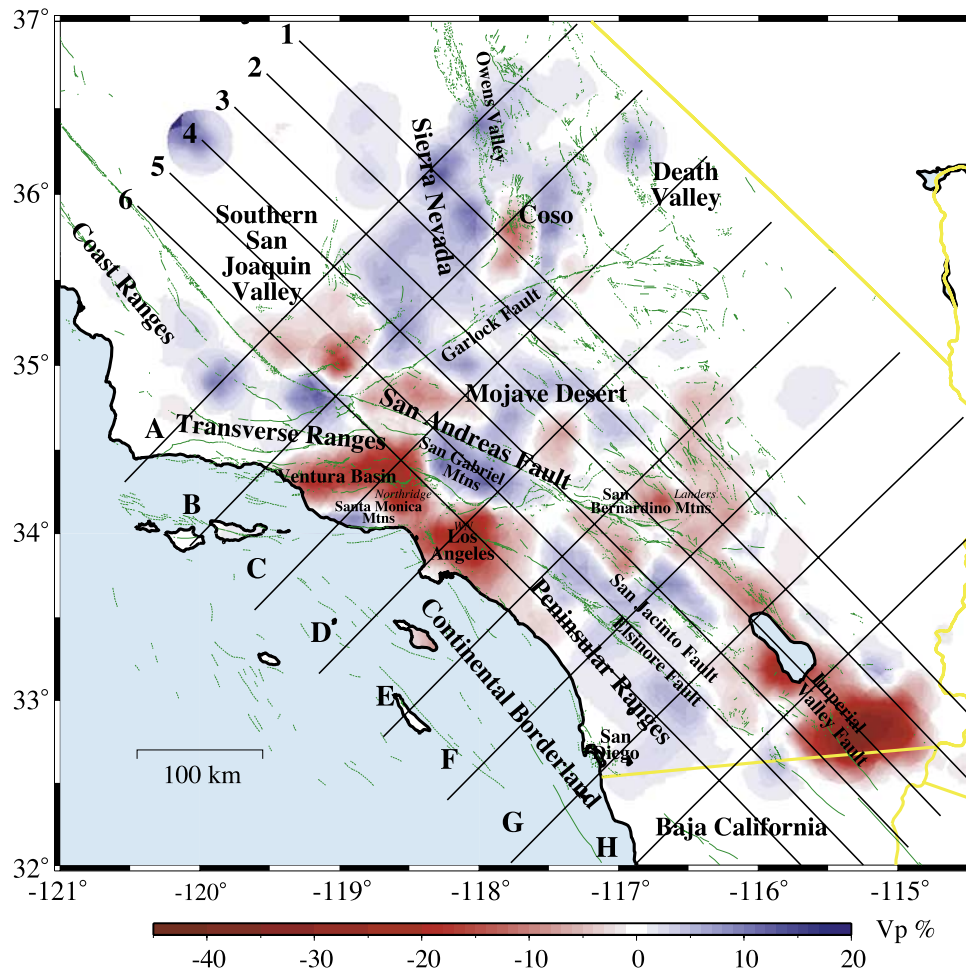 37°
36°
35°
34°
33°
32°
1
2
3
4
5
6
Owens Valley
Sierra Nevada
Death
Valley
Coso
Southern
San
Joaquin
Valley
Coast Ranges
Garlock Fault
Mojave Desert
San Andreas Fault
A
Transverse Ranges
San Gabriel
Mtns
Ventura Basin
Northridge
Santa Monica
Mtns
San
Bernardino Mtns
Landers
B
Los
Angeles
C
San Jacinto Fault
Elsinore Fault
Peninsular Ranges
D
Continental Borderland
E
Imperial
Valley Fault
San
Diego
F
G
H
Baja California
100 km
-121°
-120°
-119°
-118°
-117°
-116°
-115°
-40
-30
-20
-10
0
10
20
Vp %